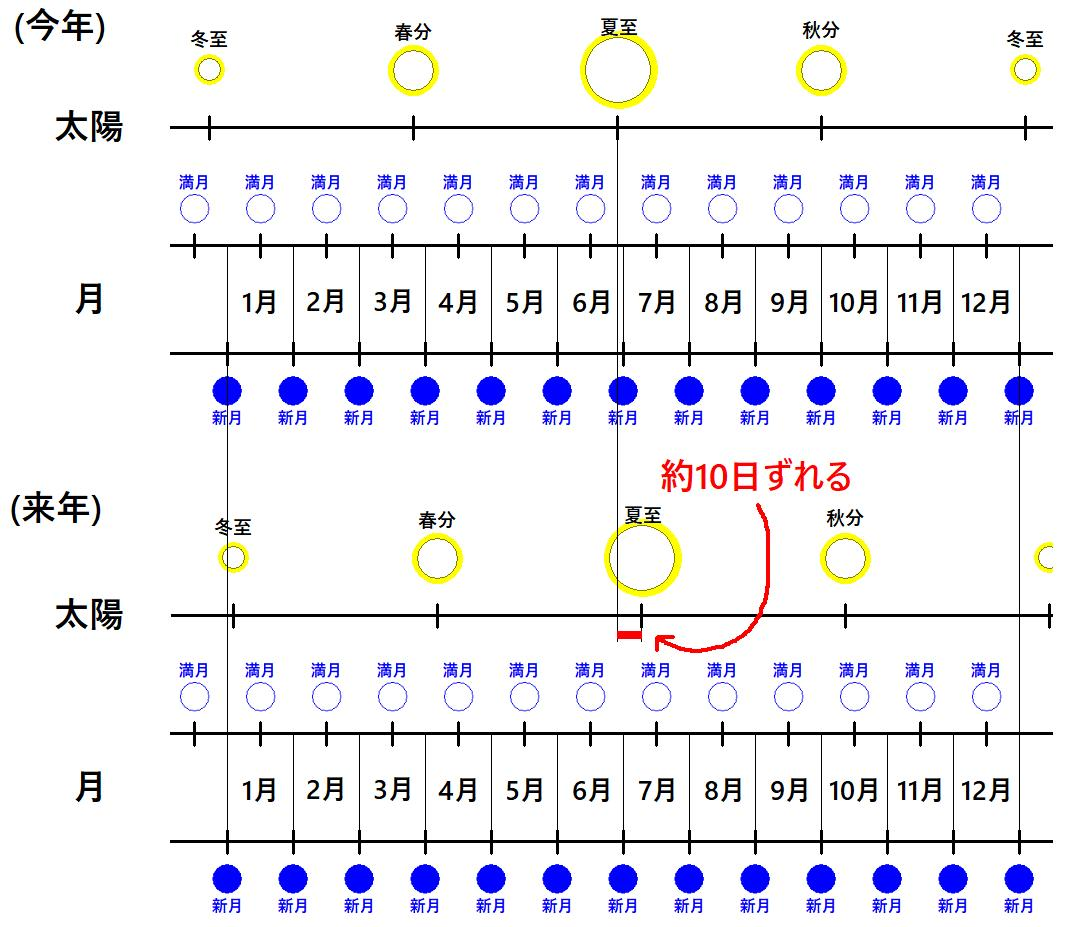 (今年)
冬至 春分 夏至 秋分 冬至
太陽
満月 満月 満月 満月 満月 満月 満月 満月 満月 満月 満月 満月 満月
月 1月 2月 3月 4月 5月 6月 7月 8月 9月 10月 11月 12月
新月 新月 新月 新月 新月 新月 新月 新月 新月 新月 新月 新月 新月
約10日ずれる
(来年)
冬至 春分 夏至 秋分
太陽
満月 満月 満月 満月 満月 満月 満月 満月 満月 満月 満月 満月 満月
月 1月 2月 3月 4月 5月 6月 7月 8月 9月 10月 11月 12月
新月 新月 新月 新月 新月 新月 新月 新月 新月 新月 新月 新月 新月